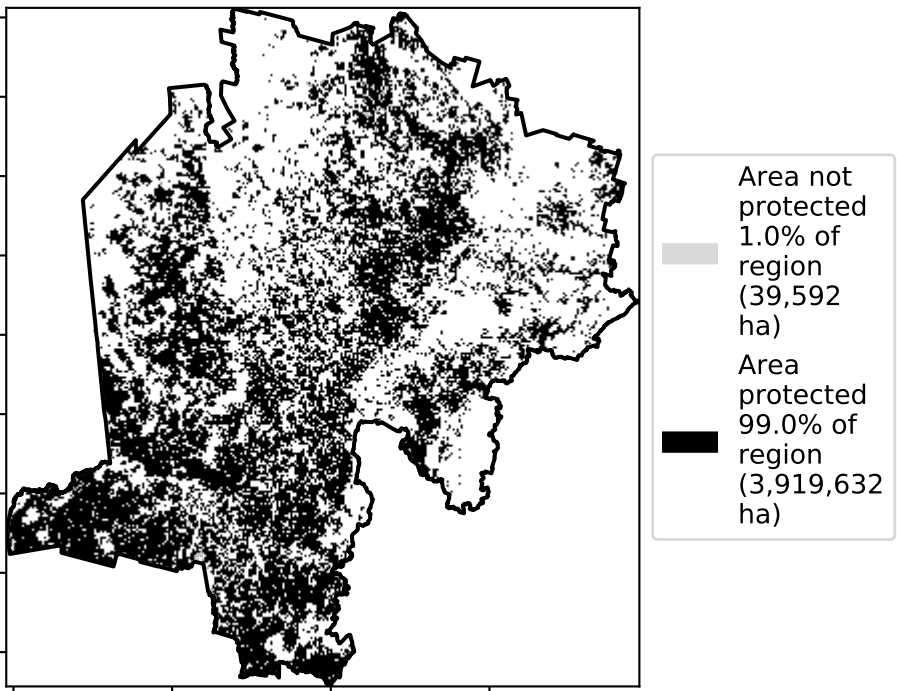 Area not
protected
1.0% of
region
(39,592
ha)
Area
protected
99.0% of
region
(3,919,632
ha)